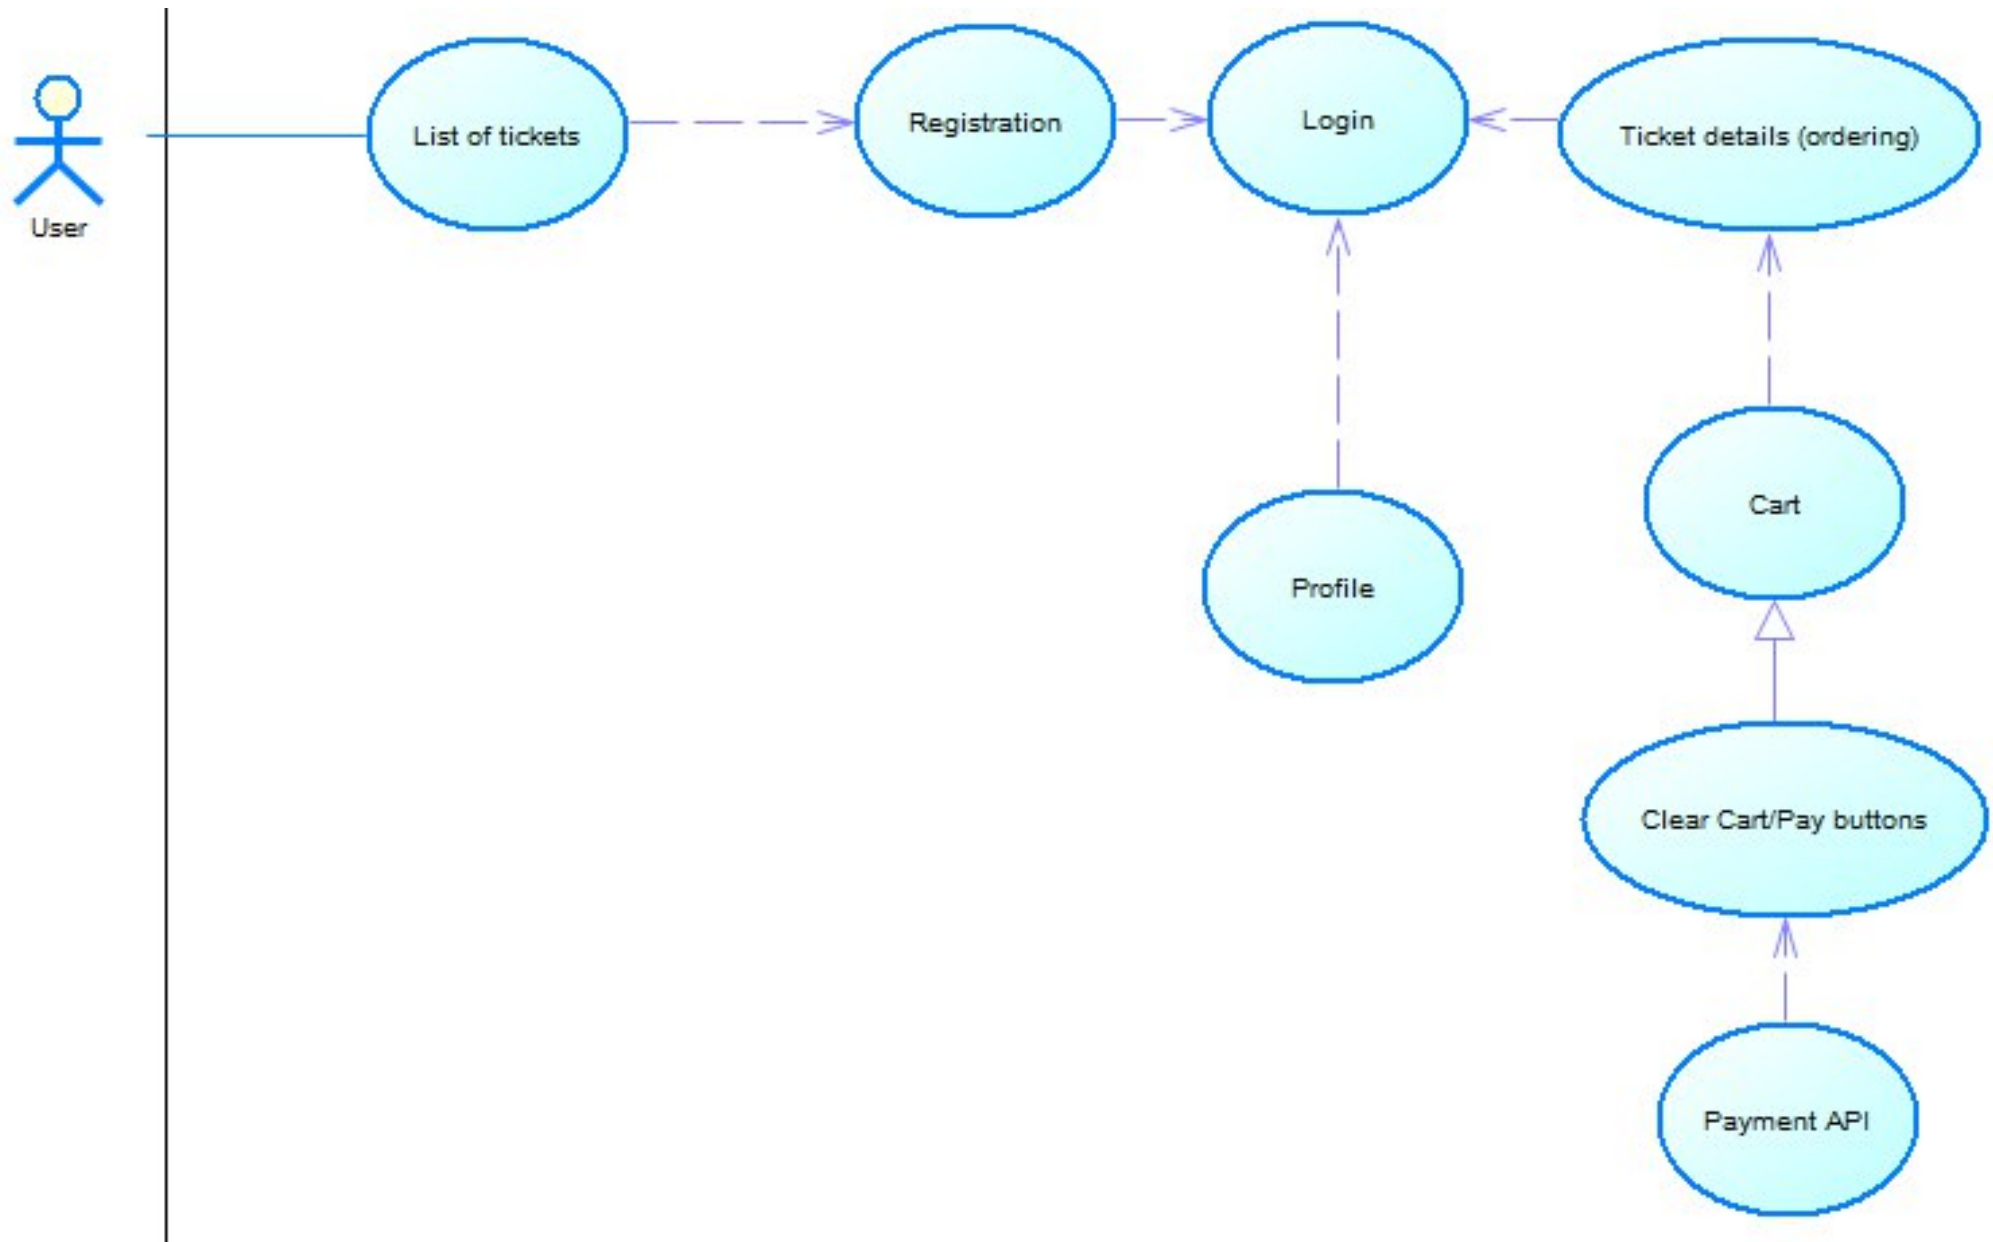 User
List of tickets
Registration
Login
Ticket details (ordering)
Profile
Cart
Clear Cart/Pay buttons
Payment API